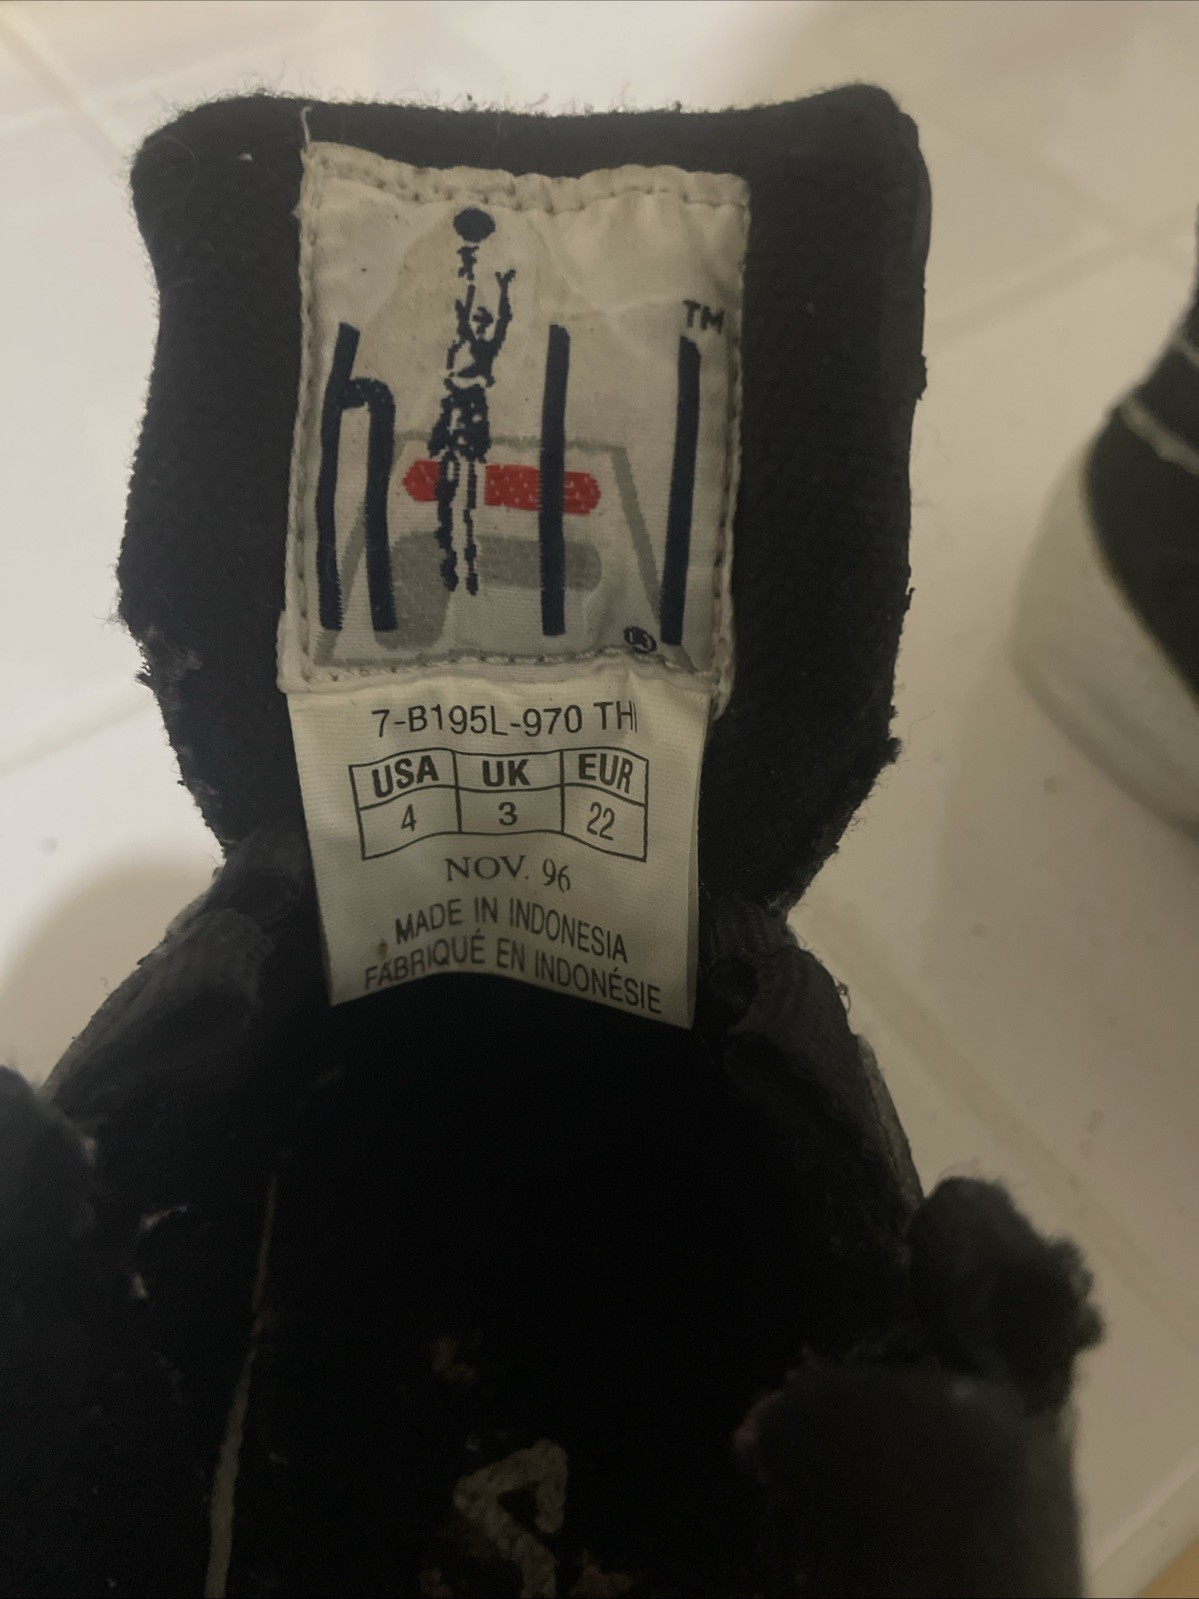 hill TM
®
7-B195L-970 TH
USA UK EUR
4 3 22
NOV. 96
MADE IN INDONESIA
FABRIQUÉ EN INDONÉSIE